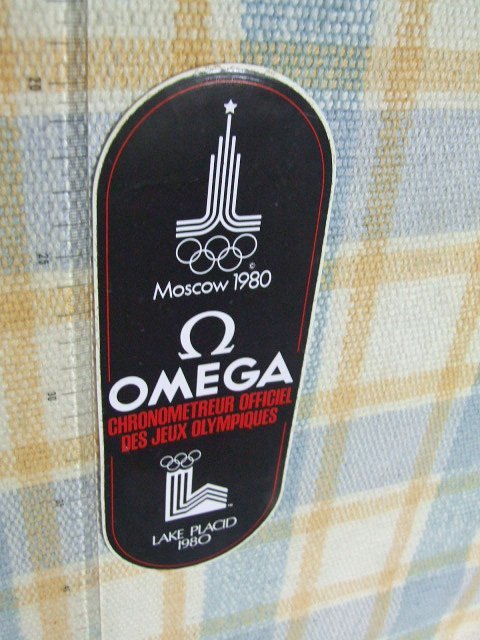 ©
Moscow 1980
Ω
OMEGA
CHRONOMETREUR OFFICIEL
DES JEUX OLYMPIQUES
LAKE PLACID
1980